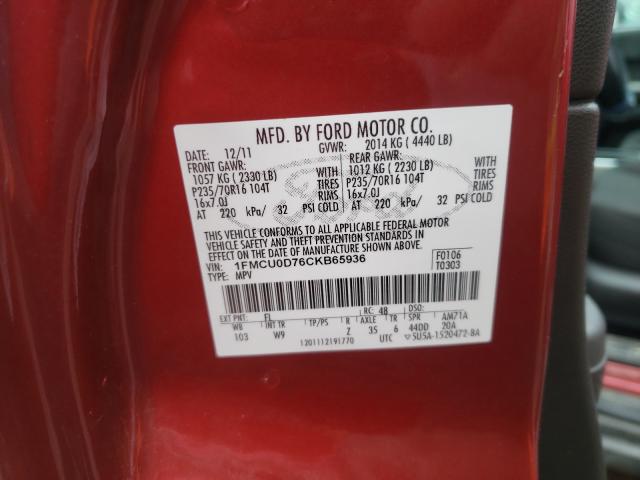 MFD. BY FORD MOTOR CO.
DATE: 12/11 GVWR: 2014 KG ( 4440 LB)
FRONT GAWR: REAR GAWR:
1057 KG ( 2330 LB) WITH 1012 KG ( 2230 LB) WITH
P235/70R16 104T TIRES P235/70R16 104T TIRES
16x7.0J RIMS 16x7.0J RIMS
AT 220 kPa/ 32 PSI COLD AT 220 kPa/ 32 PSI COLD
THIS VEHICLE CONFORMS TO ALL APPLICABLE FEDERAL MOTOR
VEHICLE SAFETY AND THEFT PREVENTION STANDARDS IN
EFFECT ON THE DATE OF MANUFACTURE SHOWN ABOVE.
VIN: 1FMCU0D76CKB65936 F0106
TYPE: MPV T0303
EXT PNT: FL RC: 48 DSO:
WB INT TR TP/PS R AXLE TR SPR AM71A
103 W9 Z 35 6 44DD 20A
1201112191770 UTC 5U5A-1520472-BA
Ford